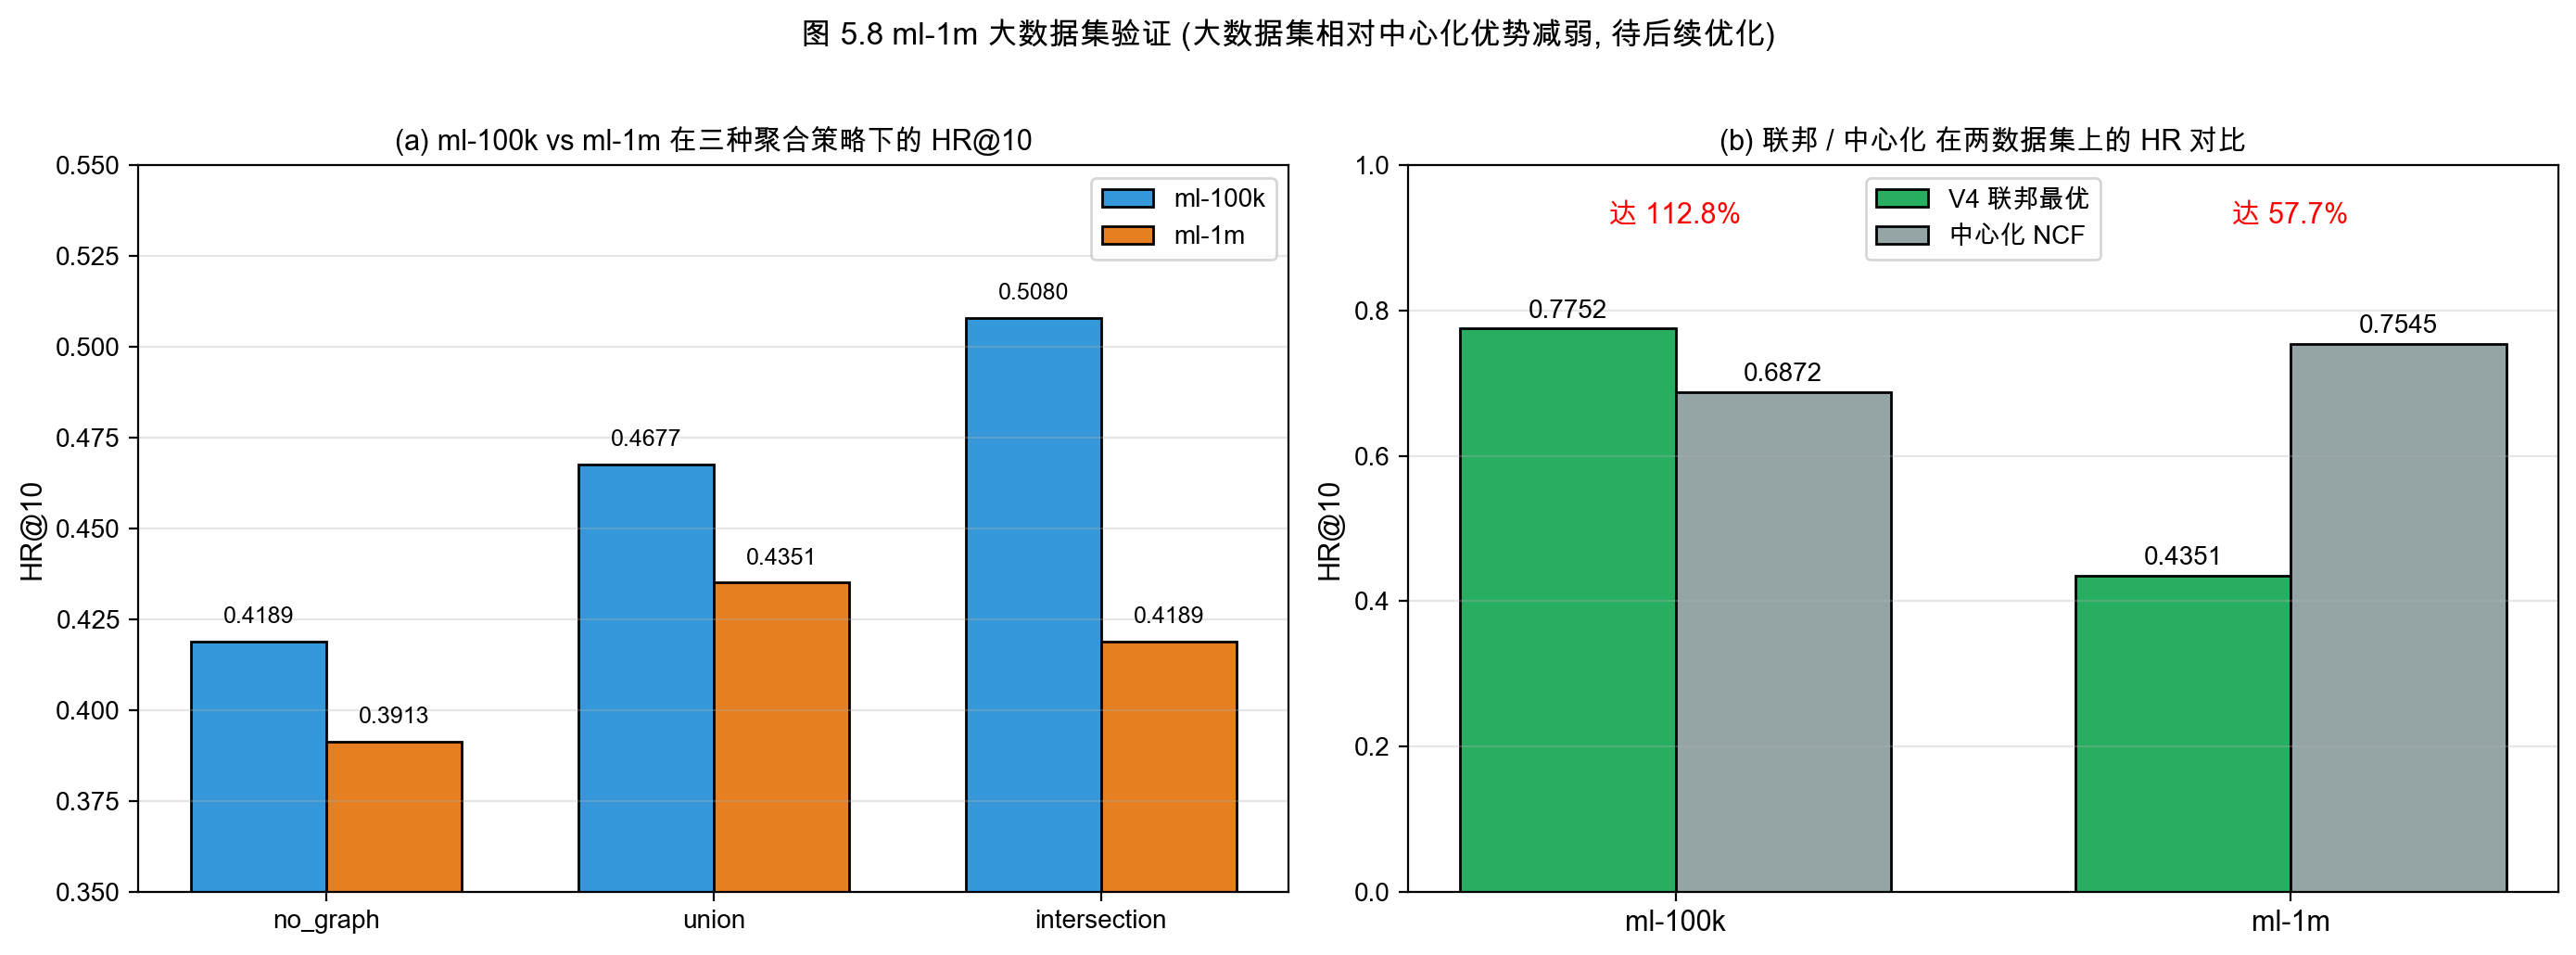 图 5.8 ml-1m 大数据集验证 (大数据集相对中心化优势减弱, 待后续优化)
(a) ml-100k vs ml-1m 在三种聚合策略下的 HR@10
HR@10
0.550
0.525
0.500
0.475
0.450
0.425
0.400
0.375
0.350
ml-100k
ml-1m
0.4189
0.3913
0.4677
0.4351
0.5080
0.4189
no_graph
union
intersection
(b) 联邦 / 中心化 在两数据集上的 HR 对比
HR@10
1.0
0.8
0.6
0.4
0.2
0.0
达 112.8%
V4 联邦最优
中心化 NCF
达 57.7%
0.7752
0.6872
0.4351
0.7545
ml-100k
ml-1m